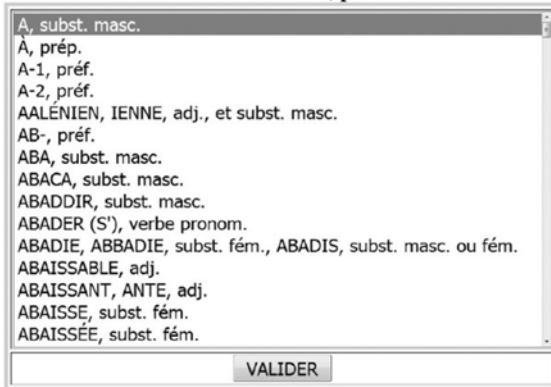 A, subst. masc.
À, prép.
A-1, préf.
A-2, préf.
AALÉNIEN, IENNE, adj., et subst. masc.
AB-, préf.
ABA, subst. masc.
ABACA, subst. masc.
ABADDIR, subst. masc.
ABADER (S'), verbe pronom.
ABADIE, ABBADIE, subst. fém., ABADIS, subst. masc. ou fém.
ABAISSABLE, adj.
ABAISSANT, ANTE, adj.
ABAISSE, subst. fém.
ABAISSÉE, subst. fém.
VALIDER